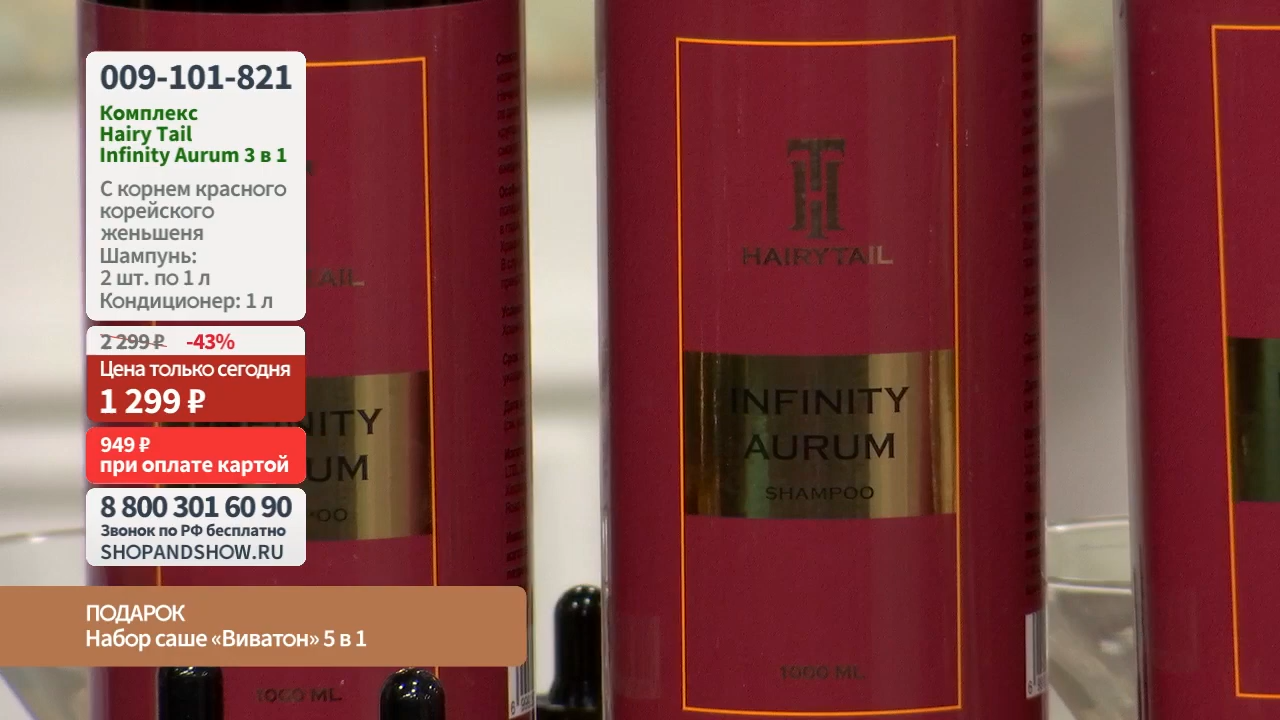 009-101-821
Комплекс
Hairy Tail
Infinity Aurum 3 в 1
С корнем красного
корейского
женьшеня
Шампунь:
2 шт. по 1 л
Кондиционер: 1 л
2 299 ₽ -43%
Цена только сегодня
1 299 ₽
949 ₽
при оплате картой
8 800 301 60 90
Звонок по РФ бесплатно
SHOPANDSHOW.RU
ПОДАРОК
Набор саше «Виватон» 5 в 1
1000 ML
HAIRYTAIL
INFINITY
AURUM
SHAMPOO
1000 ML